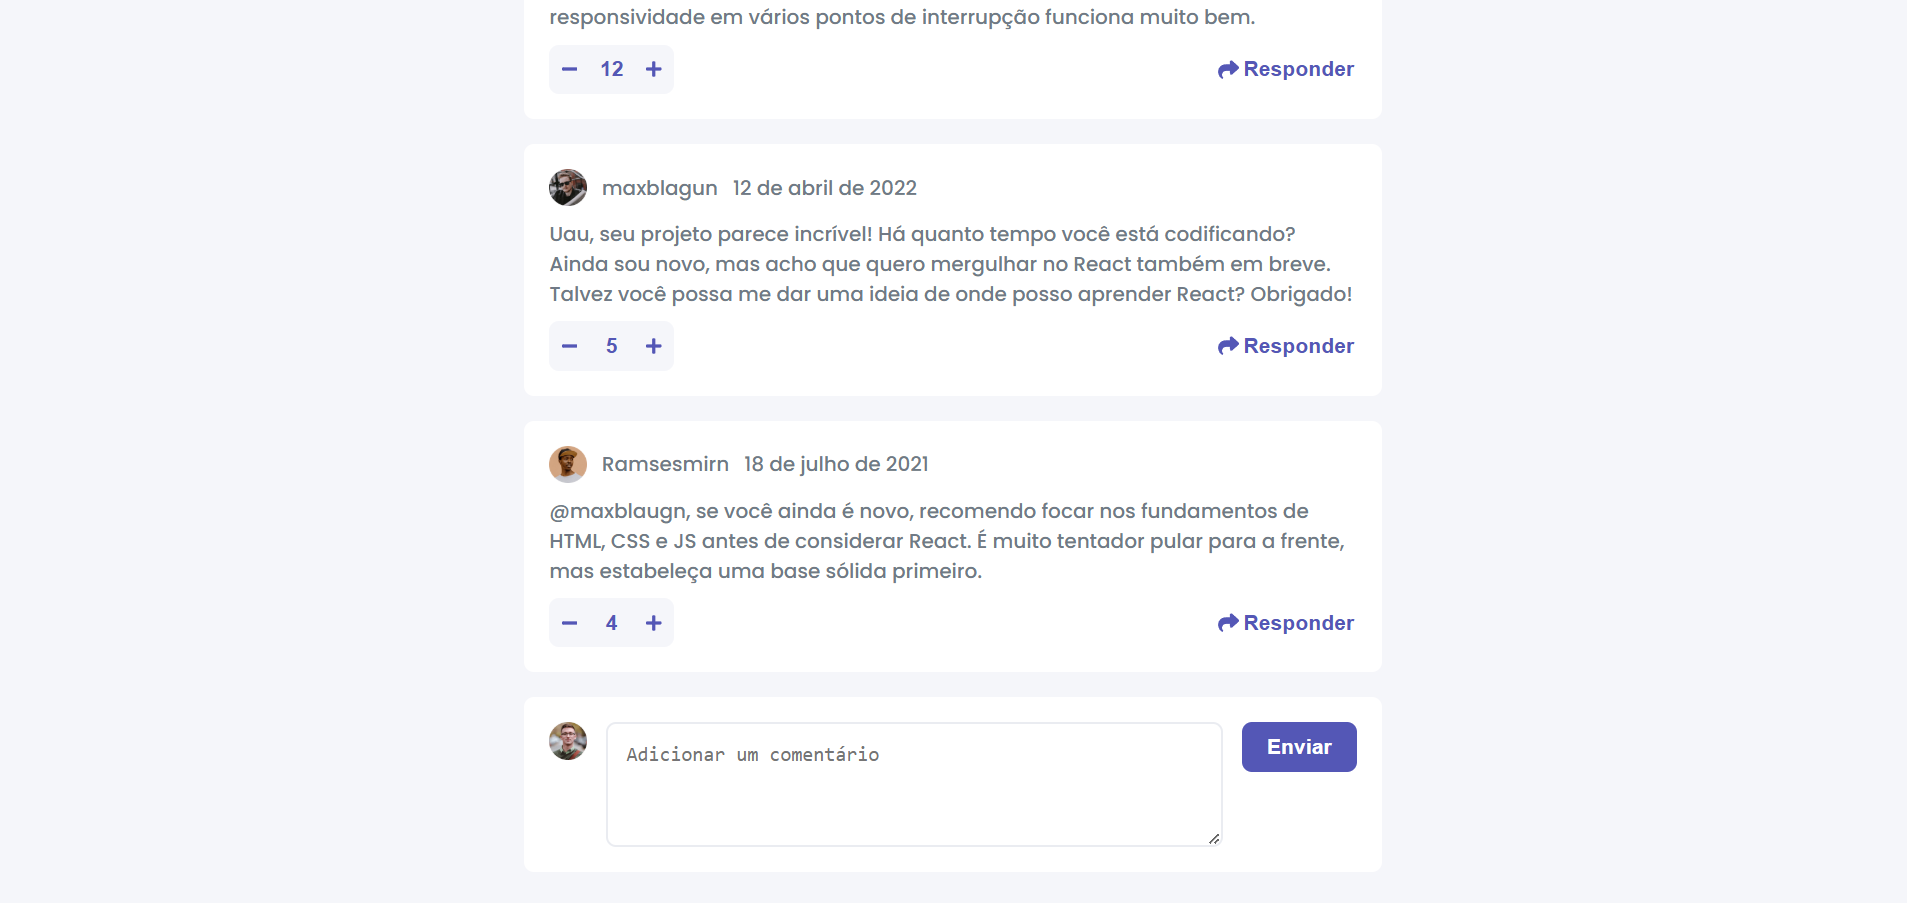 responsividade em vários pontos de interrupção funciona muito bem.
− 12 +
Responder
maxblagun 12 de abril de 2022
Uau, seu projeto parece incrível! Há quanto tempo você está codificando?
Ainda sou novo, mas acho que quero mergulhar no React também em breve.
Talvez você possa me dar uma ideia de onde posso aprender React? Obrigado!
− 5 +
Responder
Ramsesmirn 18 de julho de 2021
@maxblaugn, se você ainda é novo, recomendo focar nos fundamentos de
HTML, CSS e JS antes de considerar React. É muito tentador pular para a frente,
mas estabeleça uma base sólida primeiro.
− 4 +
Responder
Adicionar um comentário
Enviar